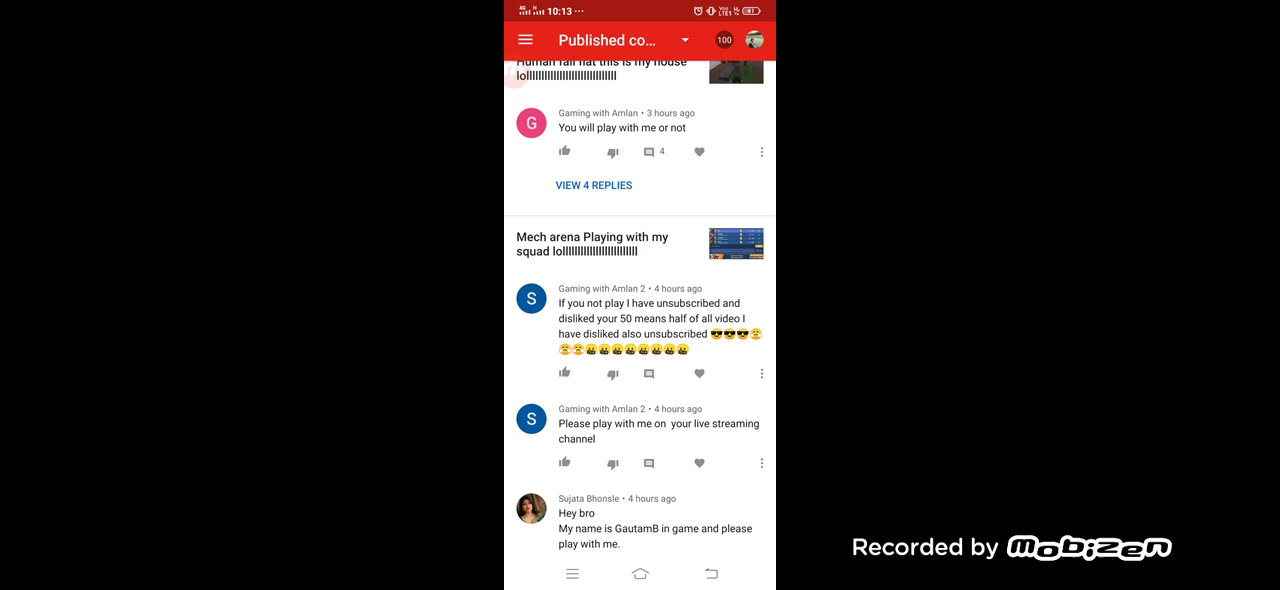 4G H 10:13 ··· VoLTE1 H
Published co... 100
Human fall flat this is my house
lolllllllllllllllllllllllllllll
Gaming with Amlan • 3 hours ago
G
You will play with me or not
4
VIEW 4 REPLIES
Mech arena Playing with my
squad lolllllllllllllllllllllllll
Gaming with Amlan 2 • 4 hours ago
S
If you not play I have unsubscribed and
disliked your 50 means half of all video I
have disliked also unsubscribed 😎😎😎😤
😤😤🤬🤬🤬🤬🤬🤬🤬🤬
Gaming with Amlan 2 • 4 hours ago
S
Please play with me on  your live streaming
channel
Sujata Bhonsle • 4 hours ago
Hey bro
My name is GautamB in game and please
play with me.
Recorded by mobizen